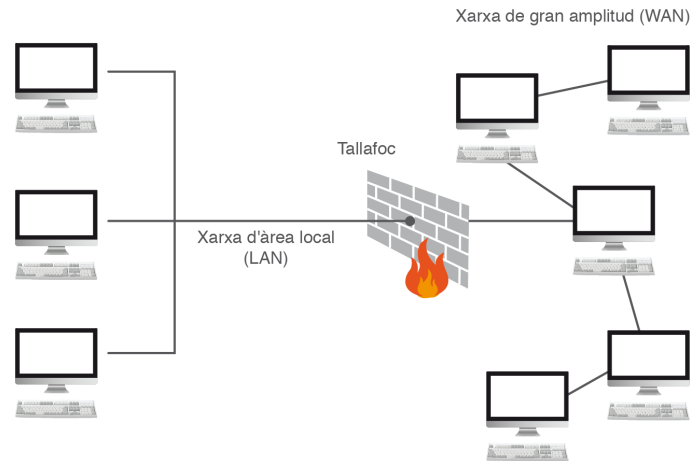 Xarxa de gran amplitud (WAN)
Tallafoc
Xarxa d'àrea local
(LAN)